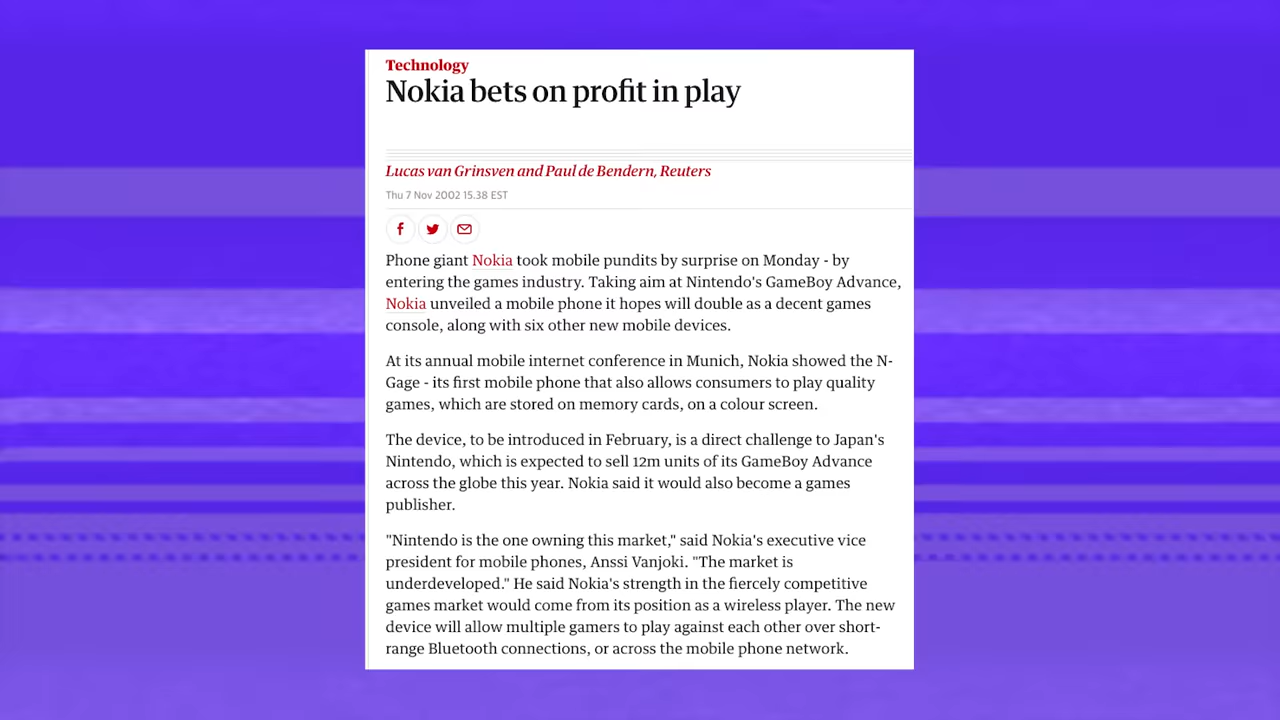 Technology
Nokia bets on profit in play
Lucas van Grinsven and Paul de Bendern, Reuters
Thu 7 Nov 2002 15.38 EST
Phone giant Nokia took mobile pundits by surprise on Monday - by
entering the games industry. Taking aim at Nintendo's GameBoy Advance,
Nokia unveiled a mobile phone it hopes will double as a decent games
console, along with six other new mobile devices.
At its annual mobile internet conference in Munich, Nokia showed the N-
Gage - its first mobile phone that also allows consumers to play quality
games, which are stored on memory cards, on a colour screen.
The device, to be introduced in February, is a direct challenge to Japan's
Nintendo, which is expected to sell 12m units of its GameBoy Advance
across the globe this year. Nokia said it would also become a games
publisher.
"Nintendo is the one owning this market," said Nokia's executive vice
president for mobile phones, Anssi Vanjoki. "The market is
underdeveloped." He said Nokia's strength in the fiercely competitive
games market would come from its position as a wireless player. The new
device will allow multiple gamers to play against each other over short-
range Bluetooth connections, or across the mobile phone network.